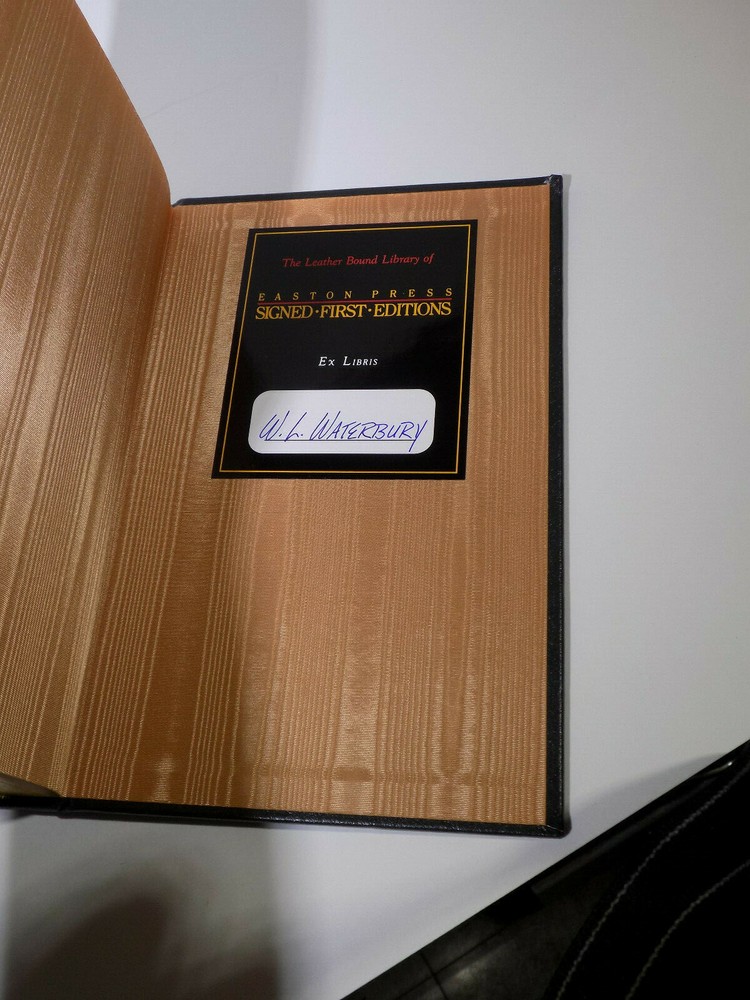 The Leather Bound Library of
EASTON PRESS
SIGNED·FIRST·EDITIONS
Ex Libris
W. L. WATERBURY